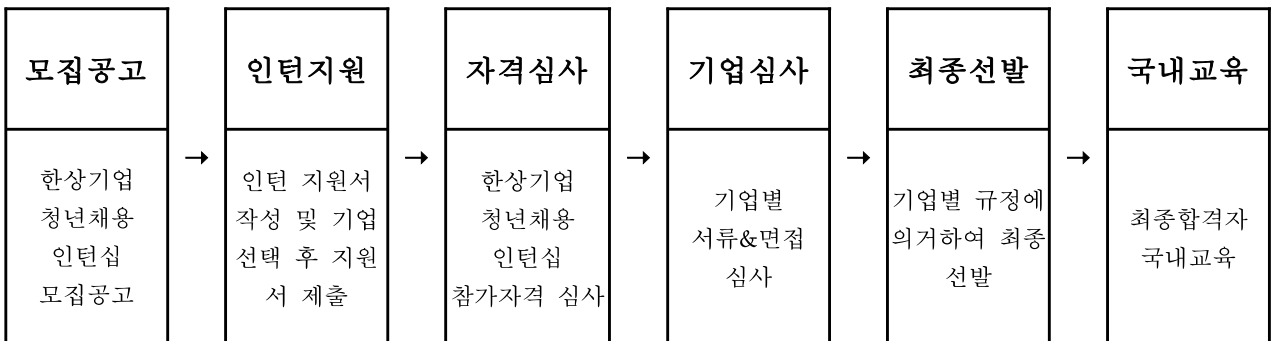 모집공고
한상기업
청년채용
인턴십
모집공고
→
인턴지원
인턴 지원서
작성 및 기업
선택 후 지원
서 제출
→
자격심사
한상기업
청년채용
인턴십
참가자격 심사
→
기업심사
기업별
서류&면접
심사
→
최종선발
기업별 규정에
의거하여 최종
선발
→
국내교육
최종합격자
국내교육